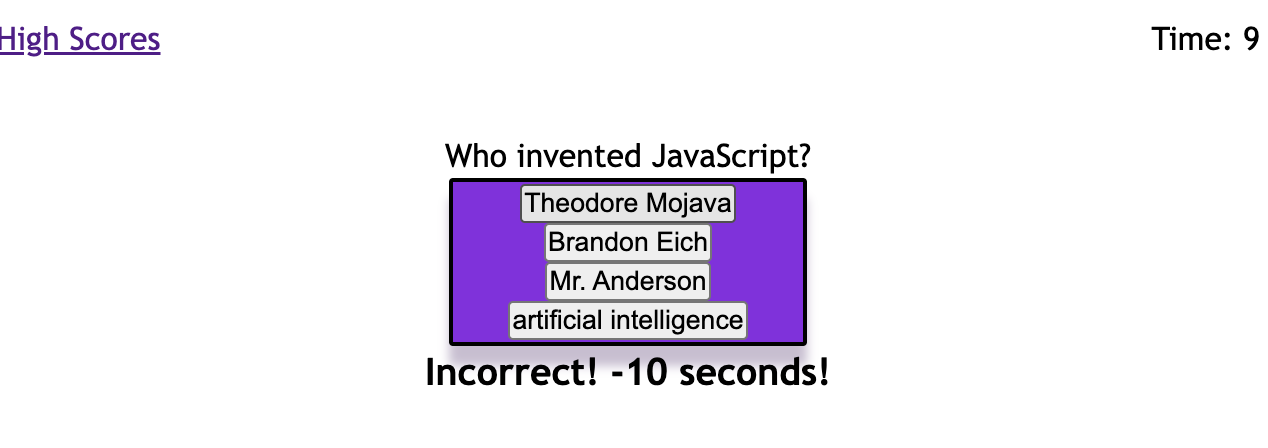 High Scores
Time: 9
Who invented JavaScript?
Theodore Mojava
Brandon Eich
Mr. Anderson
artificial intelligence
Incorrect! -10 seconds!